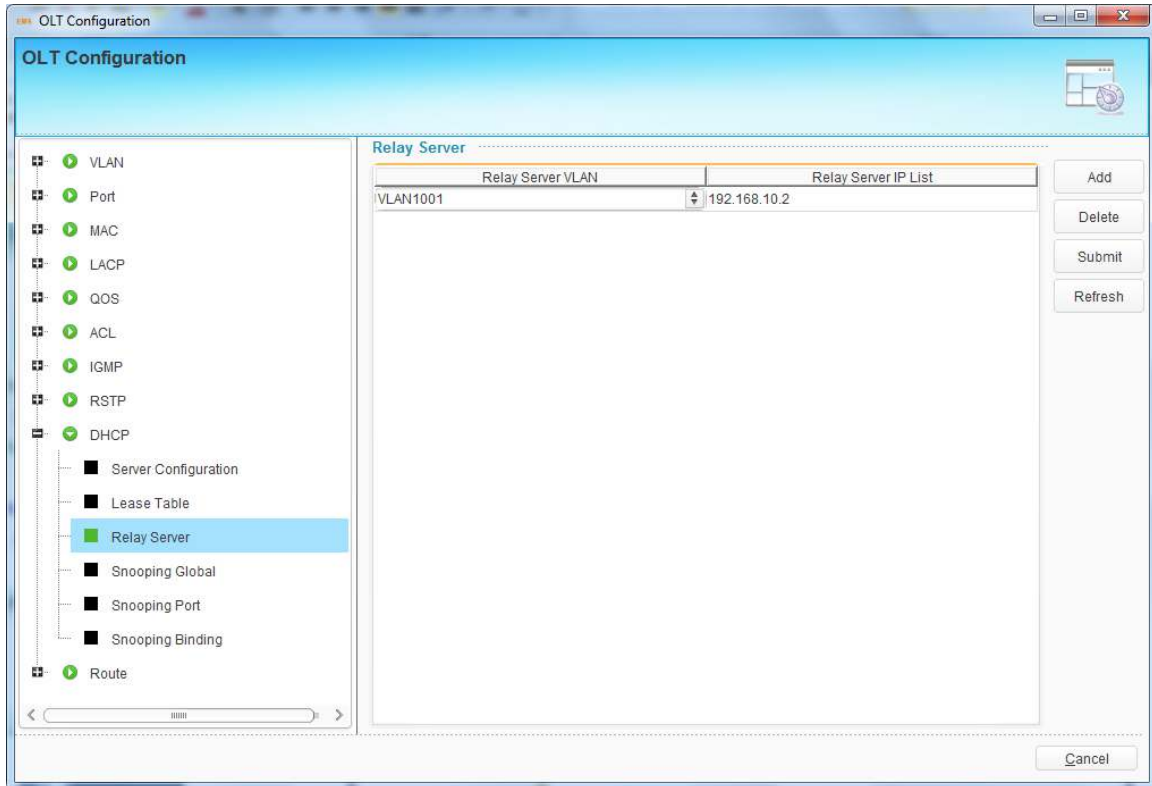 OLT Configuration
OLT Configuration
VLAN
Port
MAC
LACP
QOS
ACL
IGMP
RSTP
DHCP
Server Configuration
Lease Table
Relay Server
Snooping Global
Snooping Port
Snooping Binding
Route
Relay Server
Relay Server VLAN Relay Server IP List
VLAN1001 192.168.10.2
Add
Delete
Submit
Refresh
Cancel